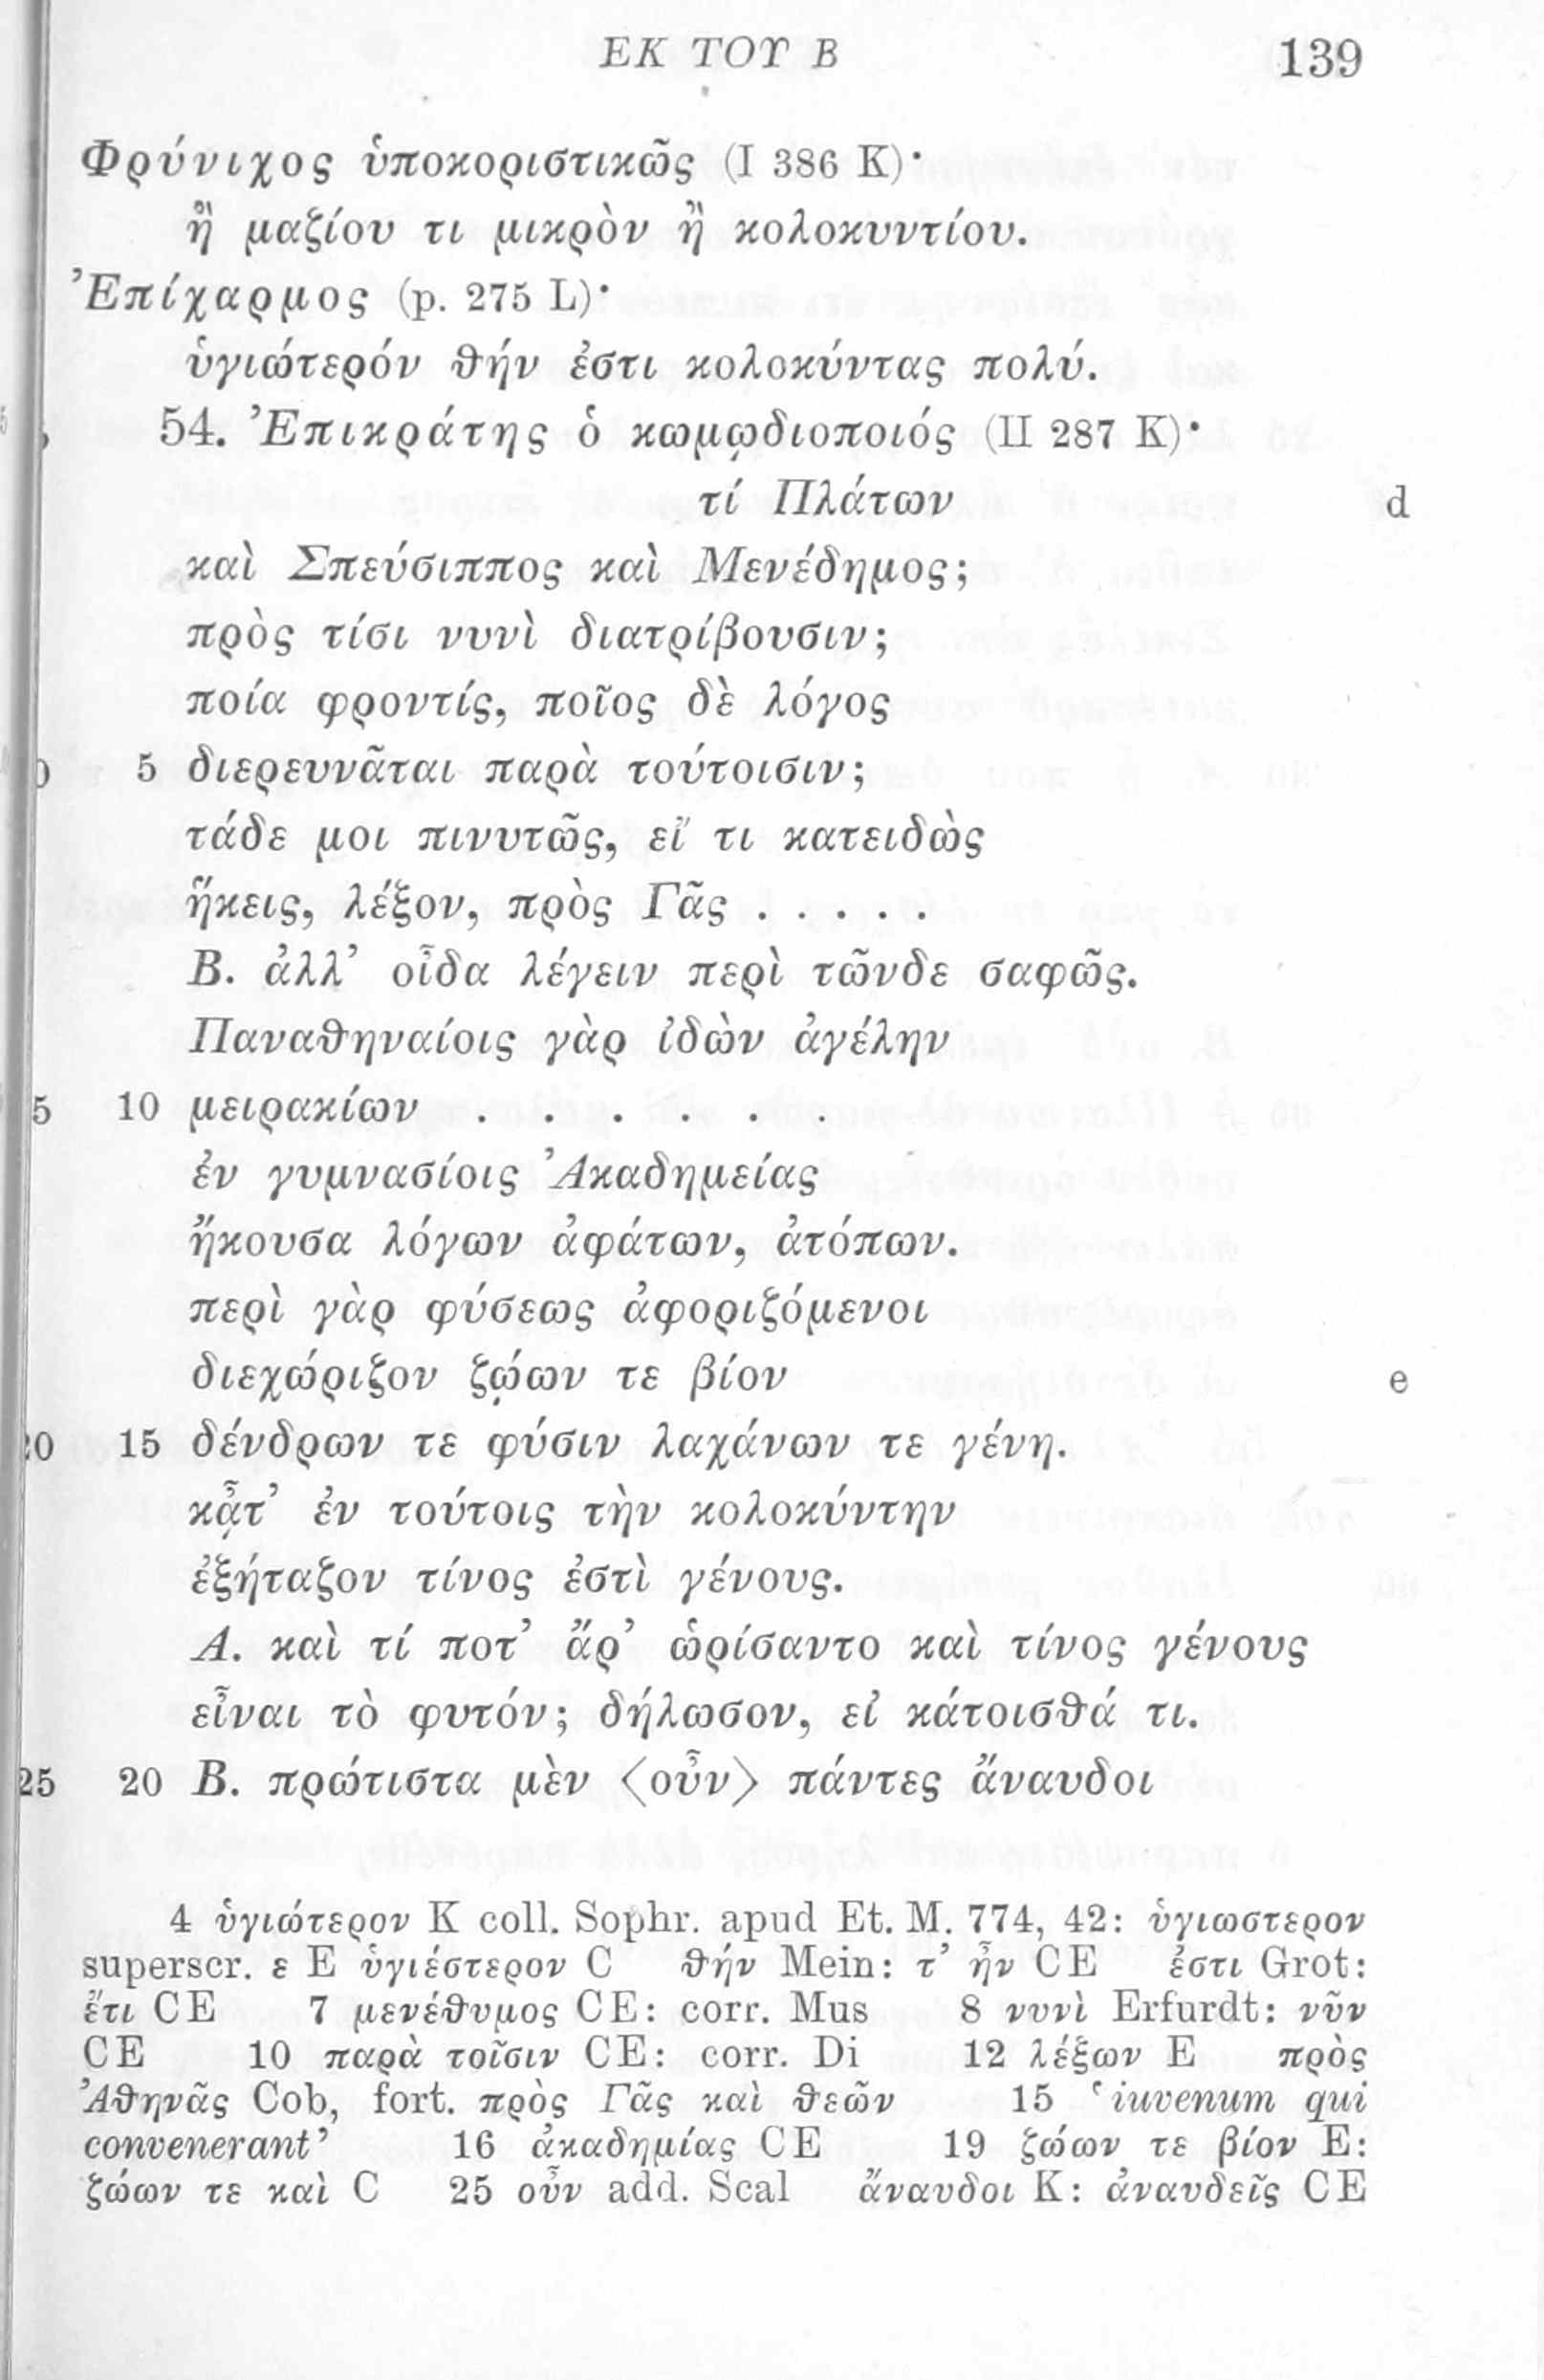 ΕΚ ΤΟΥ Β 139
Φρύνιχος ὑποκοριστικῶς (I 386 K)·
ἢ μαζίου τι μικρὸν ἢ κολοκυντίου.
Ἐπίχαρμος (p. 275 L)·
ὑγιώτερόν θήν ἐστι κολοκύντας πολύ.
54. Ἐπικράτης ὁ κωμῳδιοποιός (II 287 K)·
τί Πλάτων d
καὶ Σπεύσιππος καὶ Μενέδημος;
πρὸς τίσι νυνὶ διατρίβουσιν;
ποία φροντίς, ποῖος δὲ λόγος
5 διερευνᾶται παρὰ τούτοισιν;
τάδε μοι πινυτῶς, εἴ τι κατειδὼς
ἥκεις, λέξον, πρὸς Γᾶς . . . . .
Β. ἀλλ’ οἶδα λέγειν περὶ τῶνδε σαφῶς.
Παναθηναίοις γὰρ ἰδὼν ἀγέλην
5 10 μειρακίων . . . . . .
ἐν γυμνασίοις Ἀκαδημείας
ἤκουσα λόγων ἀφάτων, ἀτόπων.
περὶ γὰρ φύσεως ἀφοριζόμενοι
διεχώριζον ζῴων τε βίον e
0 15 δένδρων τε φύσιν λαχάνων τε γένη.
κᾆτ’ ἐν τούτοις τὴν κολοκύντην
ἐξήταζον τίνος ἐστὶ γένους.
Α. καὶ τί ποτ’ ἄρ’ ὡρίσαντο καὶ τίνος γένους
εἶναι τὸ φυτόν; δήλωσον, εἰ κάτοισθά τι.
25 20 Β. πρώτιστα μὲν <οὖν> πάντες ἄναυδοι
4 ὑγιώτερον K coll. Sophr. apud Et. M. 774, 42: ὑγιωστερον
superscr. ε E ὑγιέστερον C θήν Mein: τ’ ἦν CE ἐστι Grot:
ἔτι CE 7 μενέθυμος CE: corr. Mus 8 νυνὶ Erfurdt: νῦν
CE 10 παρὰ τοῖσιν CE: corr. Di 12 λέξων E πρὸς
Ἀθηνᾶς Cob, fort. πρὸς Γᾶς καὶ θεῶν 15 ‘iuvenum qui
convenerant’ 16 ἀκαδημίας CE 19 ζώων τε βίον E:
ζώων τε καὶ C 25 οὖν add. Scal ἄναυδοι K: ἀναυδεῖς CE